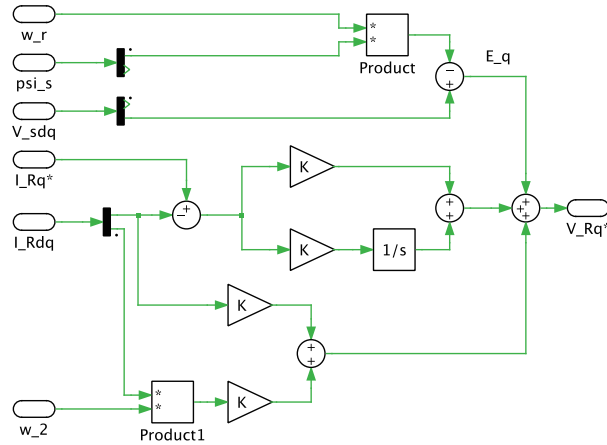 w_r
*
*
Product
psi_s
V_sdq
−
+
E_q
I_Rq*
+
−
K
I_Rdq
K
1/s
+
+
+
+
+
V_Rq*
K
+
+
w_2
*
*
Product1
K